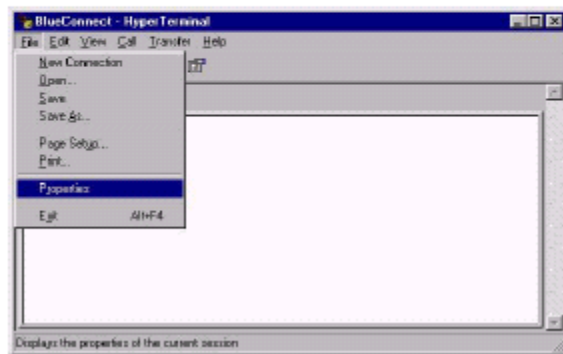 BlueConnect - HyperTerminal
File Edit View Call Transfer Help
New Connection
Open...
Save
Save As...
Page Setup...
Print...
Properties
Exit Alt+F4
Displays the properties of the current session